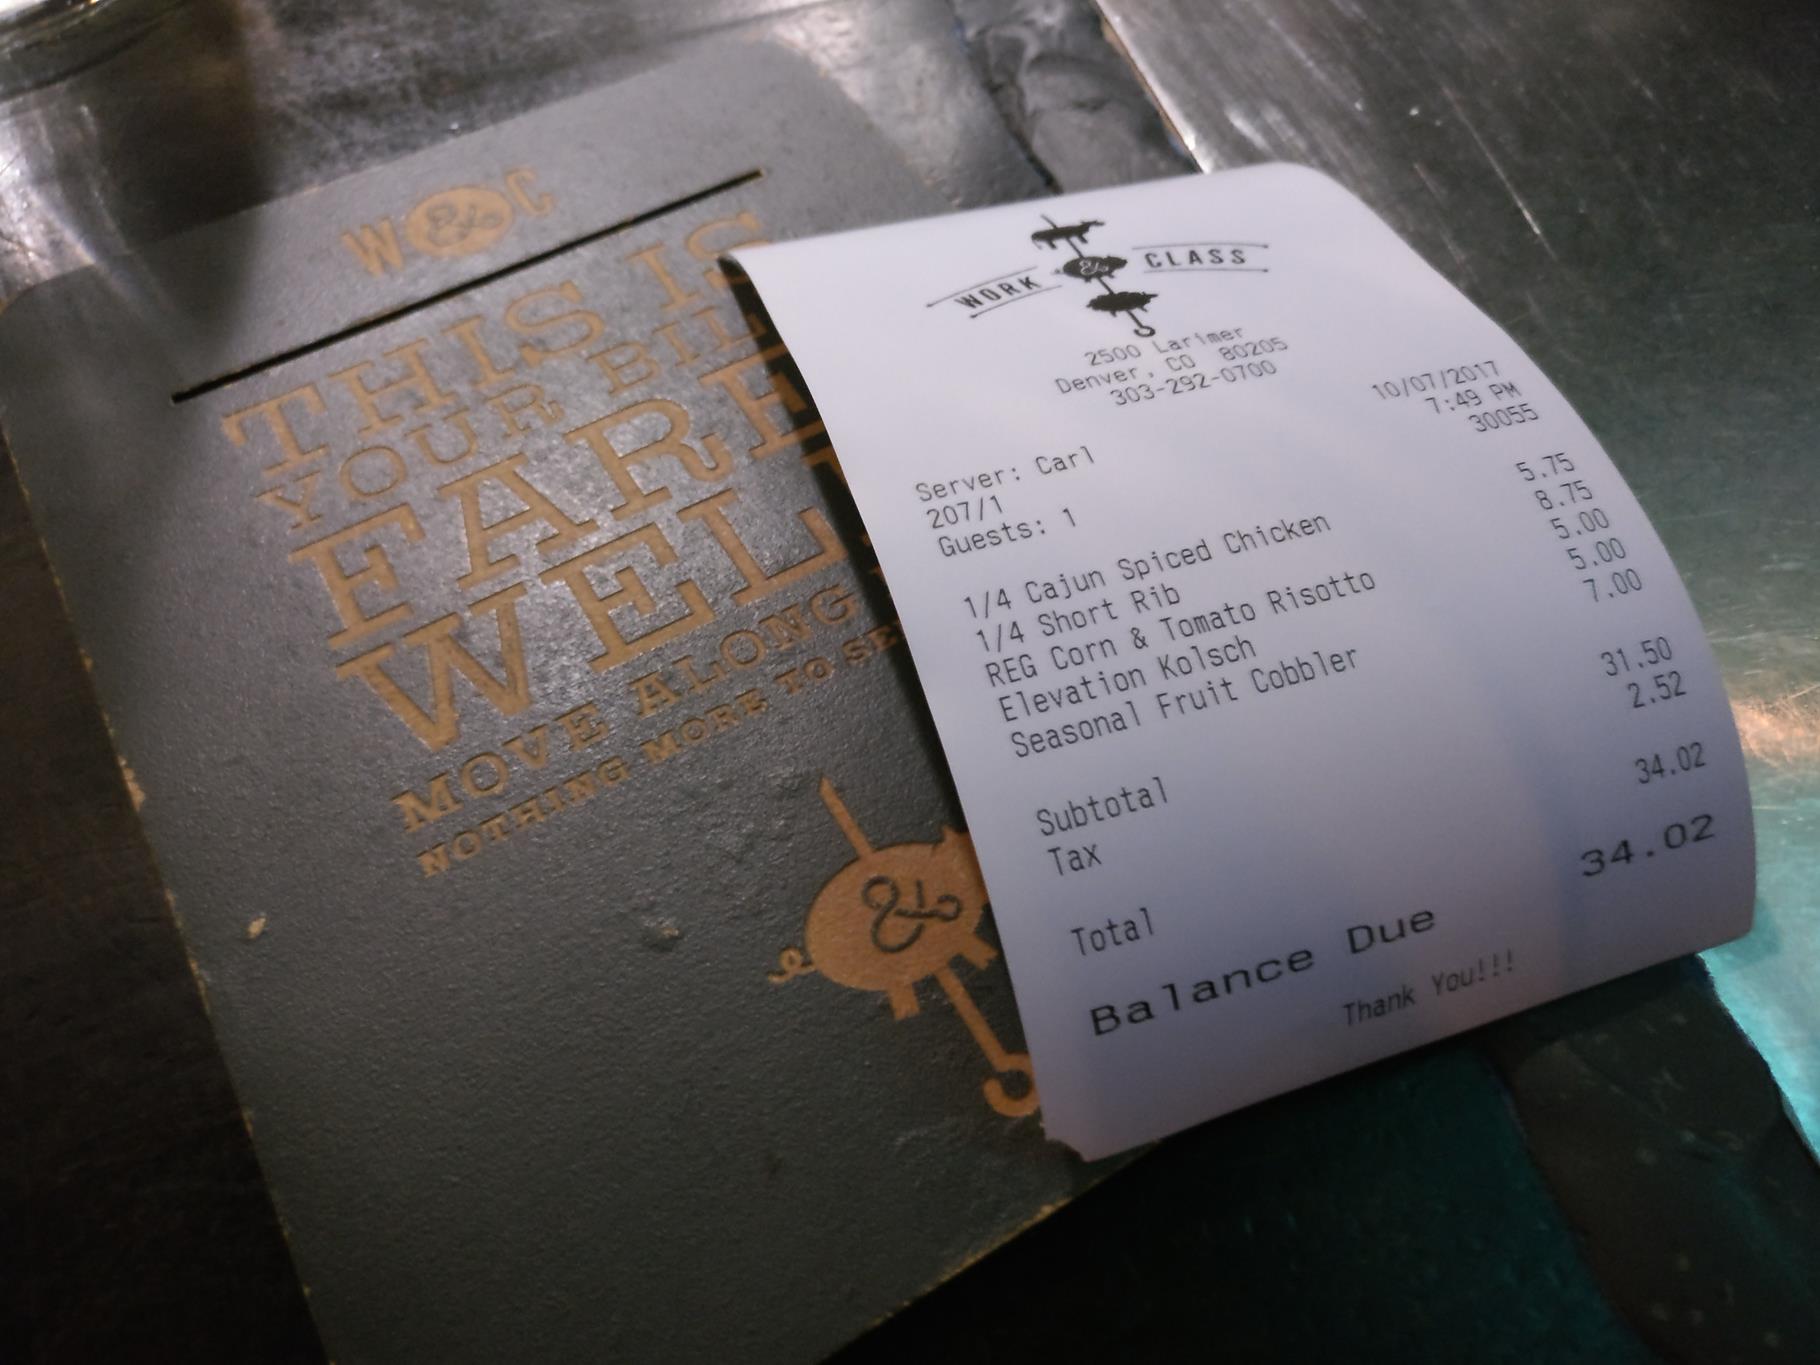 W & C
THIS IS
YOUR BILL
FARE
WELL
MOVE ALONG
NOTHING MORE TO
&
WORK & CLASS
2500 Larimer
Denver, CO 80205
303-292-0700
10/07/2017
7:49 PM
30055
Server: Carl
207/1
Guests: 1
1/4 Cajun Spiced Chicken 5.75
1/4 Short Rib 8.75
REG Corn & Tomato Risotto 5.00
Elevation Kolsch 5.00
Seasonal Fruit Cobbler 7.00
Subtotal 31.50
Tax 2.52
Total 34.02
Balance Due 34.02
Thank You!!!